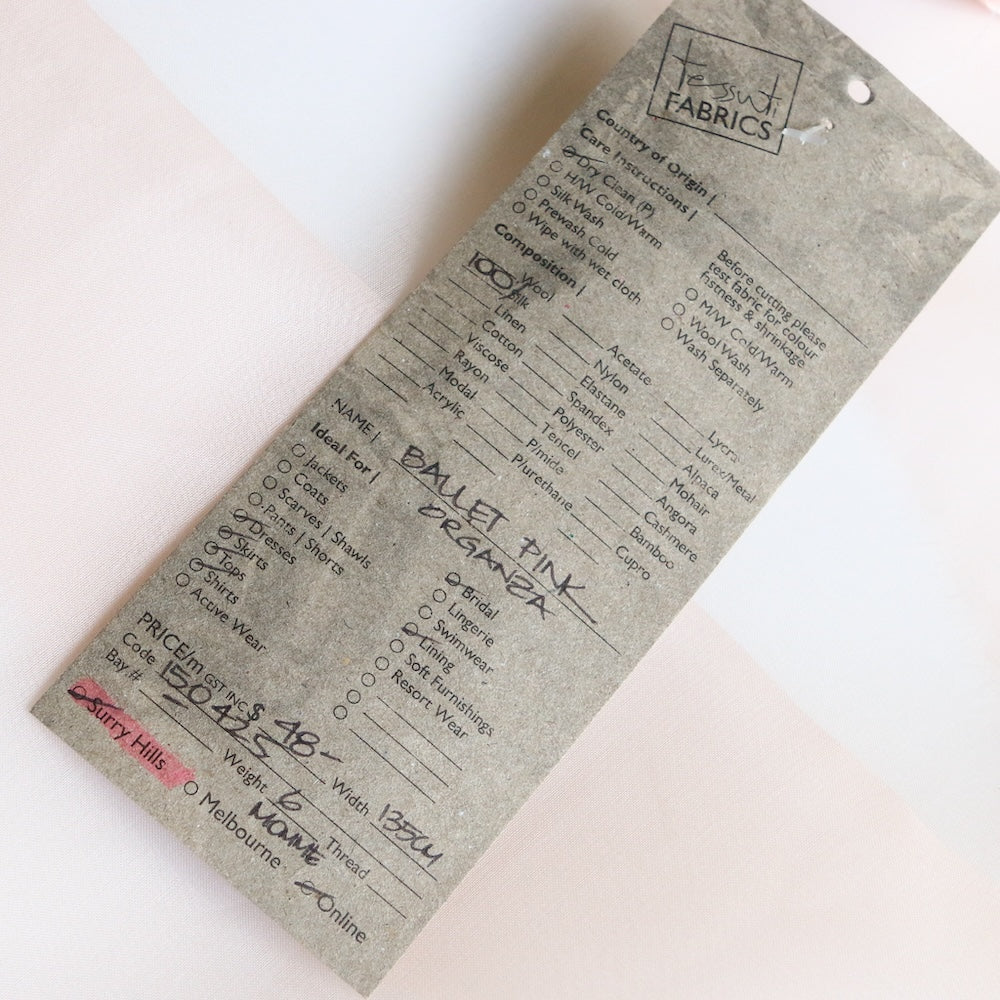 tessuti
FABRICS
Country of Origin |
Care Instructions |
Dry Clean (P)
H/W Cold/Warm
Silk Wash
Prewash Cold
Wipe with wet cloth
Before cutting please
test fabric for colour
fistness & shrinkage
M/W Cold/Warm
Wool Wash
Wash Separately
Composition |
Wool
100% Silk
Linen
Cotton
Viscose
Rayon
Modal
Acrylic
Acetate
Nylon
Elastane
Spandex
Polyester
Tencel
P/mide
P/urethane
Lycra
Lurex/Metal
Alpaca
Mohair
Angora
Cashmere
Bamboo
Cupro
NAME | BALLET PINK
ORGANZA
Ideal For |
Jackets
Coats
Scarves | Shawls
Pants | Shorts
Dresses
Skirts
Tops
Shirts
Active Wear
Bridal
Lingerie
Swimwear
Lining
Soft Furnishings
Resort Wear
PRICE/m GST INC $ 48-
Code 150425 Width 135CM
Bay # Weight 6 MOMME Thread
Surry Hills Melbourne Online